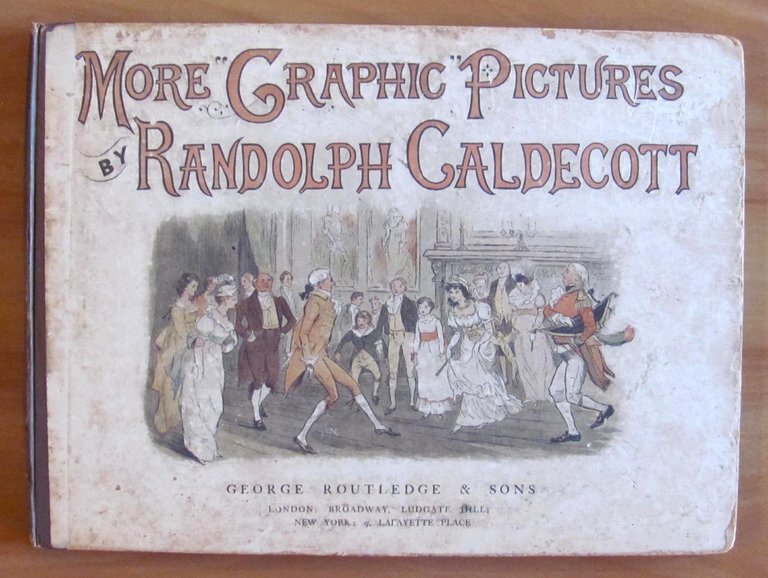 MORE "GRAPHIC" PICTURES
BY RANDOLPH CALDECOTT
GEORGE ROUTLEDGE & SONS
LONDON: BROADWAY, LUDGATE HILL;
NEW YORK: 9, LAFAYETTE PLACE